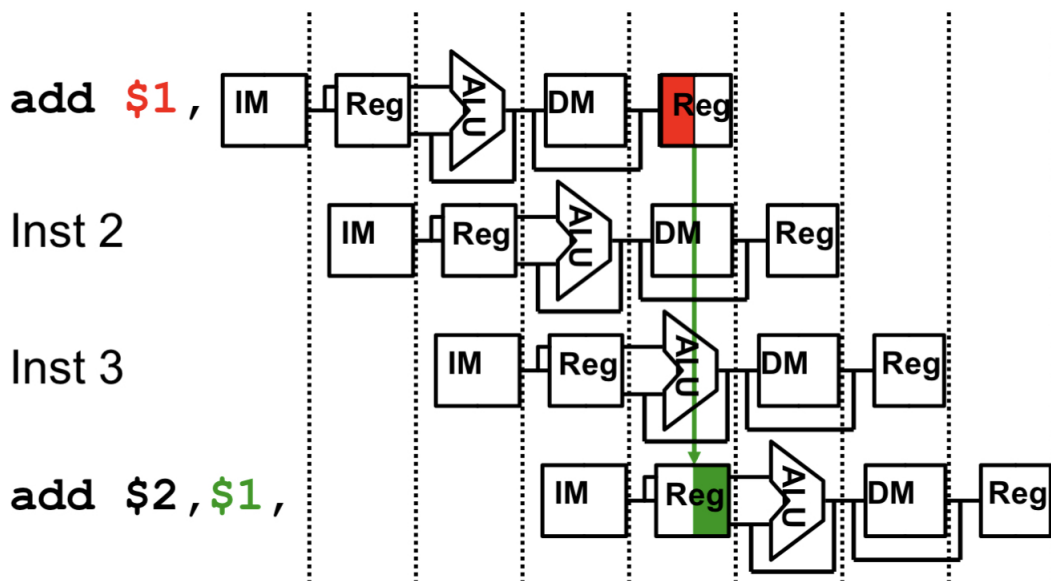 add $1, IM Reg ALU DM Reg
Inst 2 IM Reg ALU DM Reg
Inst 3 IM Reg ALU DM Reg
add $2,$1, IM Reg ALU DM Reg